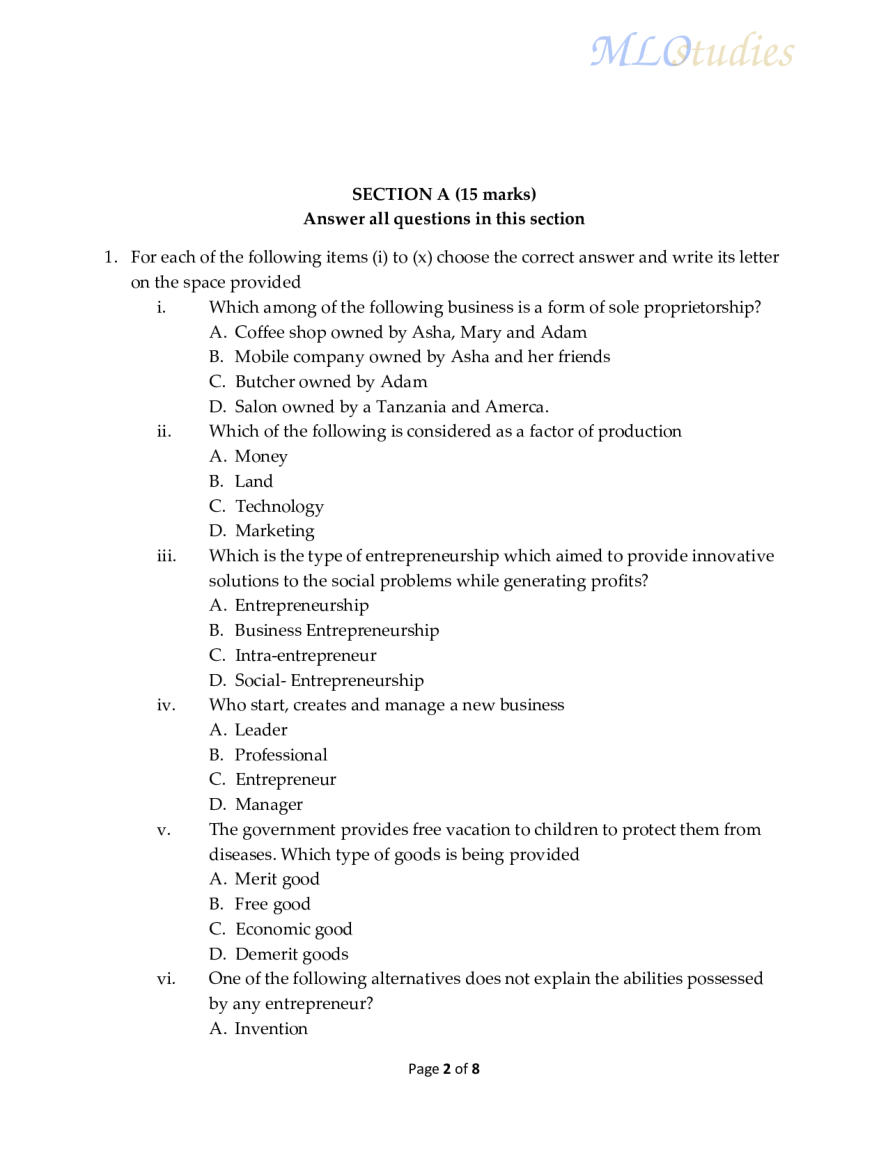 MLOstudies
SECTION A (15 marks)
Answer all questions in this section
1. For each of the following items (i) to (x) choose the correct answer and write its letter
on the space provided
i. Which among of the following business is a form of sole proprietorship?
A. Coffee shop owned by Asha, Mary and Adam
B. Mobile company owned by Asha and her friends
C. Butcher owned by Adam
D. Salon owned by a Tanzania and Amerca.
ii. Which of the following is considered as a factor of production
A. Money
B. Land
C. Technology
D. Marketing
iii. Which is the type of entrepreneurship which aimed to provide innovative
solutions to the social problems while generating profits?
A. Entrepreneurship
B. Business Entrepreneurship
C. Intra-entrepreneur
D. Social- Entrepreneurship
iv. Who start, creates and manage a new business
A. Leader
B. Professional
C. Entrepreneur
D. Manager
v. The government provides free vacation to children to protect them from
diseases. Which type of goods is being provided
A. Merit good
B. Free good
C. Economic good
D. Demerit goods
vi. One of the following alternatives does not explain the abilities possessed
by any entrepreneur?
A. Invention
Page 2 of 8